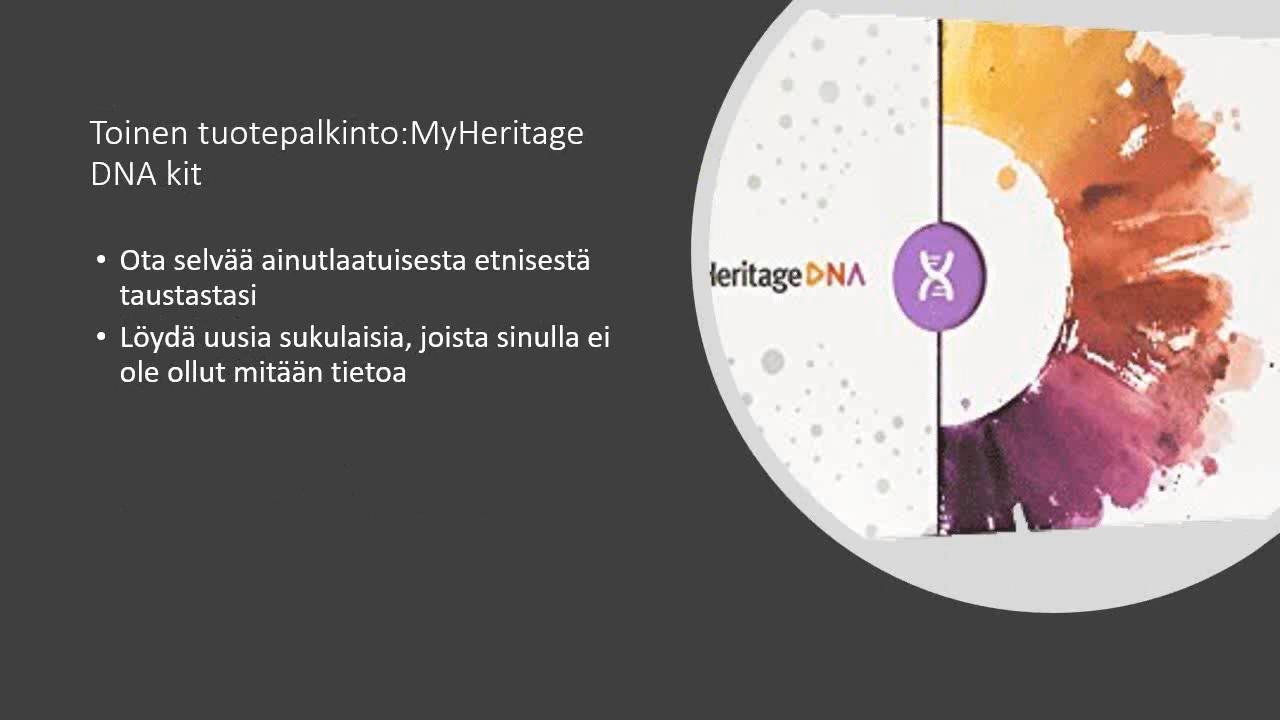 Toinen tuotepalkinto:MyHeritage
DNA kit
• Ota selvää ainutlaatuisesta etnisestä
taustastasi
• Löydä uusia sukulaisia, joista sinulla ei
ole ollut mitään tietoa
Heritage DNA